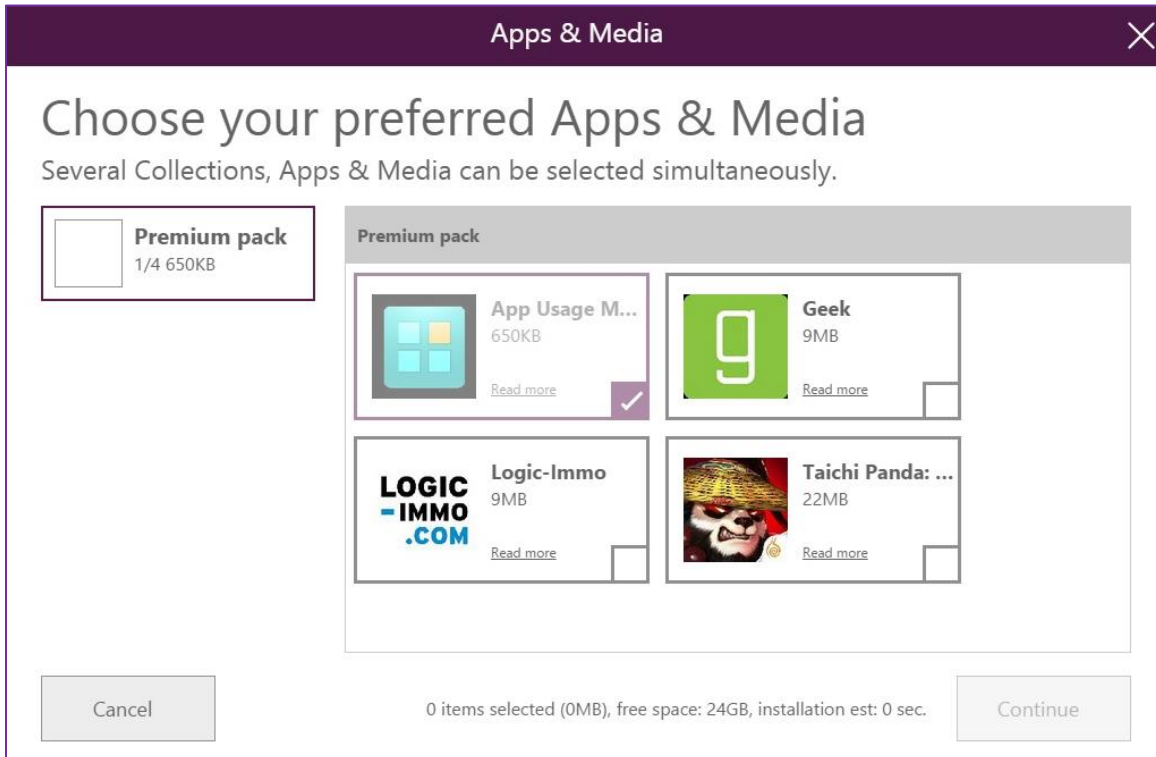 Apps & Media
Choose your preferred Apps & Media
Several Collections, Apps & Media can be selected simultaneously.
Premium pack
1/4 650KB
Premium pack
App Usage M...
650KB
Read more
Geek
9MB
Read more
g
LOGIC
-IMMO
.COM
Logic-Immo
9MB
Read more
Taichi Panda: ...
22MB
Read more
Cancel
0 items selected (0MB), free space: 24GB, installation est: 0 sec.
Continue